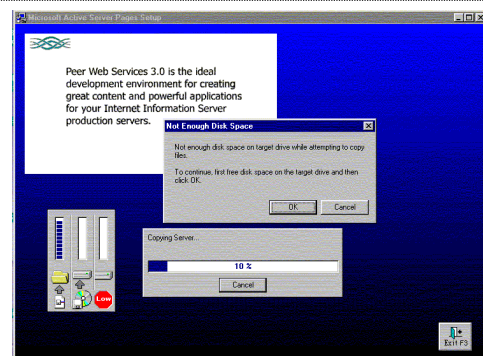 Microsoft Active Server Pages Setup
Peer Web Services 3.0 is the ideal
development environment for creating
great content and powerful applications
for your Internet Information Server
production servers.
Not Enough Disk Space
Not enough disk space on target drive while attempting to copy
files.
To continue, first free disk space on the target drive and then
click OK.
OK
Cancel
Copying Server...
10 %
Cancel
Low
Exit F3